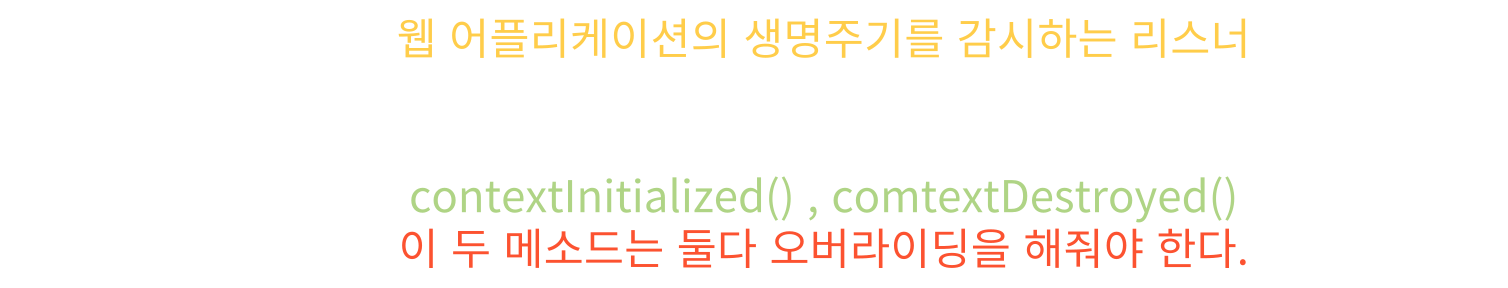 웹 어플리케이션의 생명주기를 감시하는 리스너
contextInitialized() , comtextDestroyed()
이 두 메소드는 둘다 오버라이딩을 해줘야 한다.